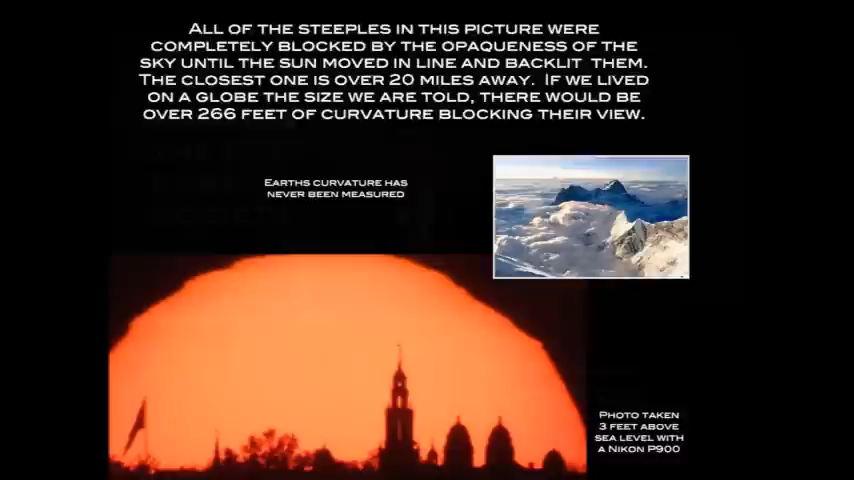 ALL OF THE STEEPLES IN THIS PICTURE WERE
COMPLETELY BLOCKED BY THE OPAQUENESS OF THE
SKY UNTIL THE SUN MOVED IN LINE AND BACKLIT THEM.
THE CLOSEST ONE IS OVER 20 MILES AWAY. IF WE LIVED
ON A GLOBE THE SIZE WE ARE TOLD, THERE WOULD BE
OVER 266 FEET OF CURVATURE BLOCKING THEIR VIEW.
EARTHS CURVATURE HAS
NEVER BEEN MEASURED
PHOTO TAKEN
3 FEET ABOVE
SEA LEVEL WITH
A NIKON P900